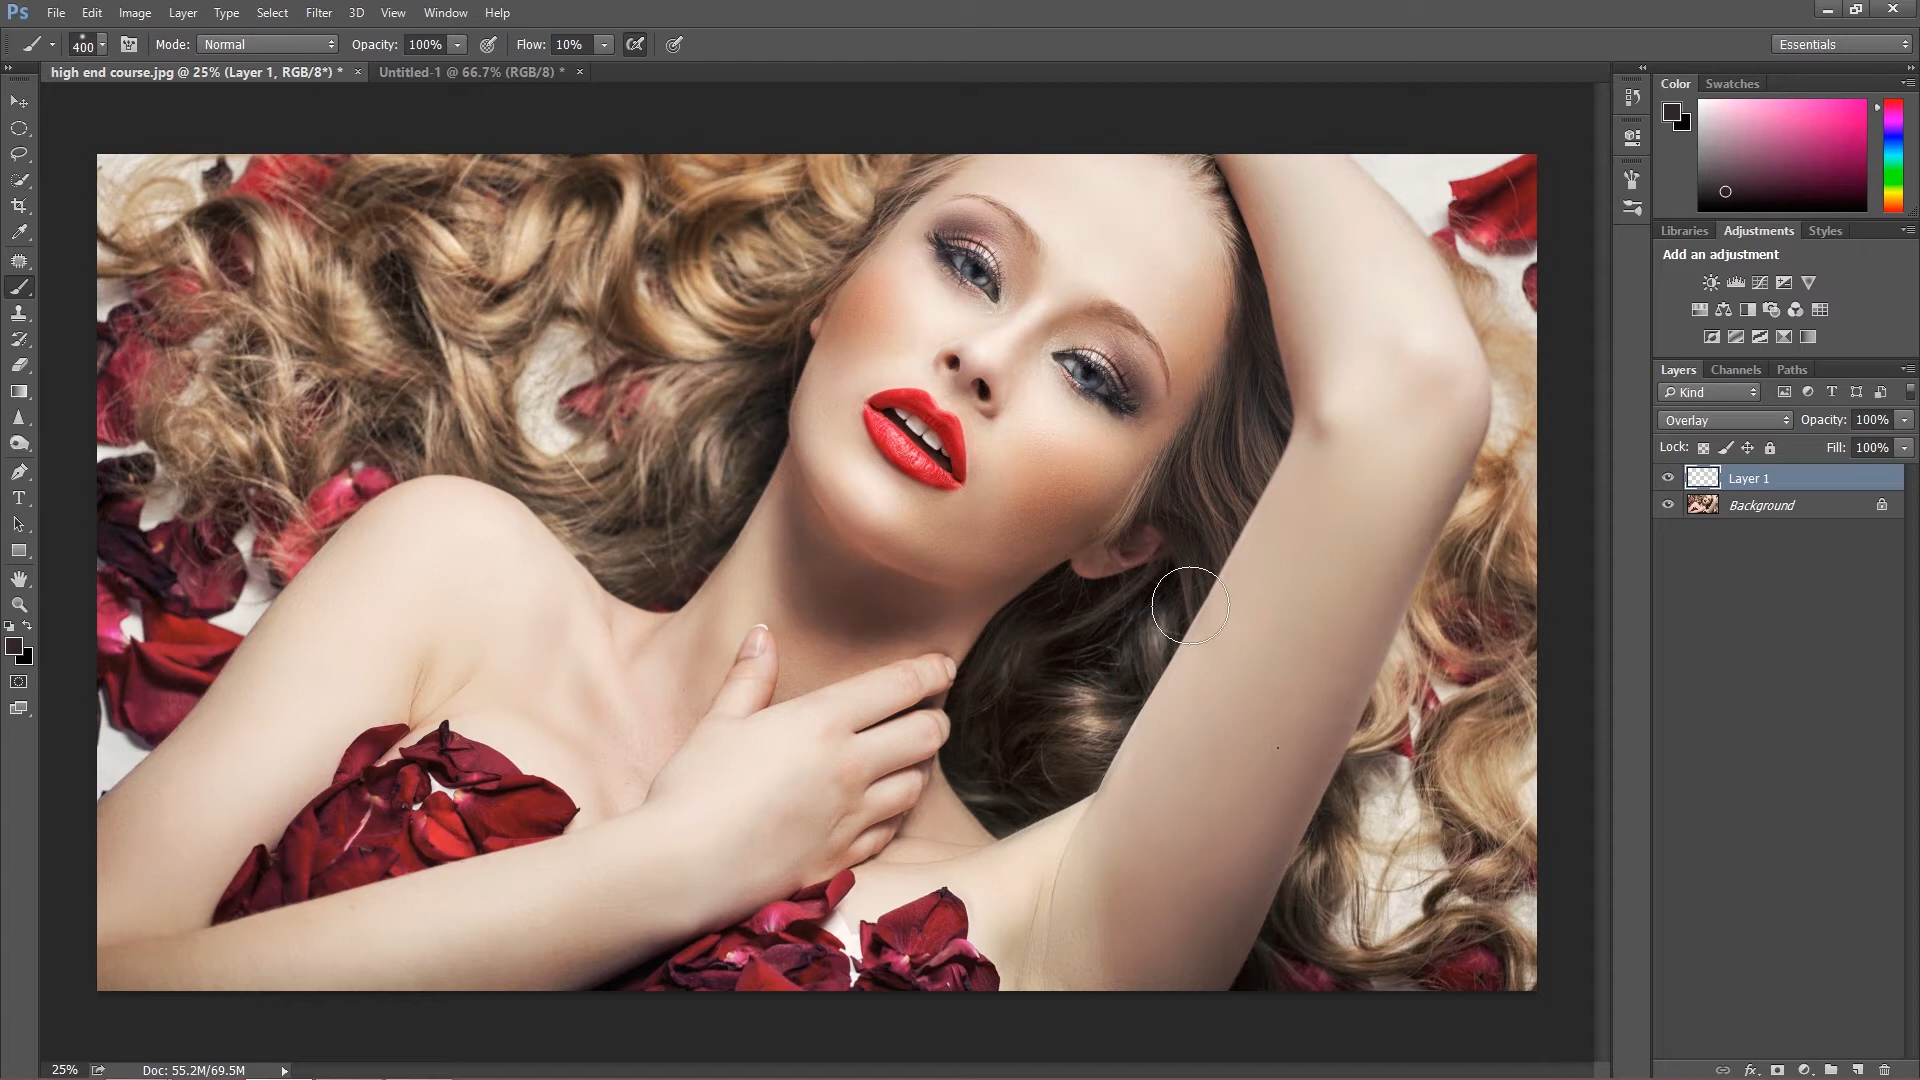 Ps File Edit Image Layer Type Select Filter 3D View Window Help
400 Mode: Normal Opacity: 100% Flow: 10% Essentials
high end course.jpg @ 25% (Layer 1, RGB/8*) * × Untitled-1 @ 66.7% (RGB/8) * ×
Color Swatches
Libraries Adjustments Styles
Add an adjustment
Layers Channels Paths
Kind
Overlay Opacity: 100%
Lock: Fill: 100%
Layer 1
Background
25% Doc: 55.2M/69.5M
fx